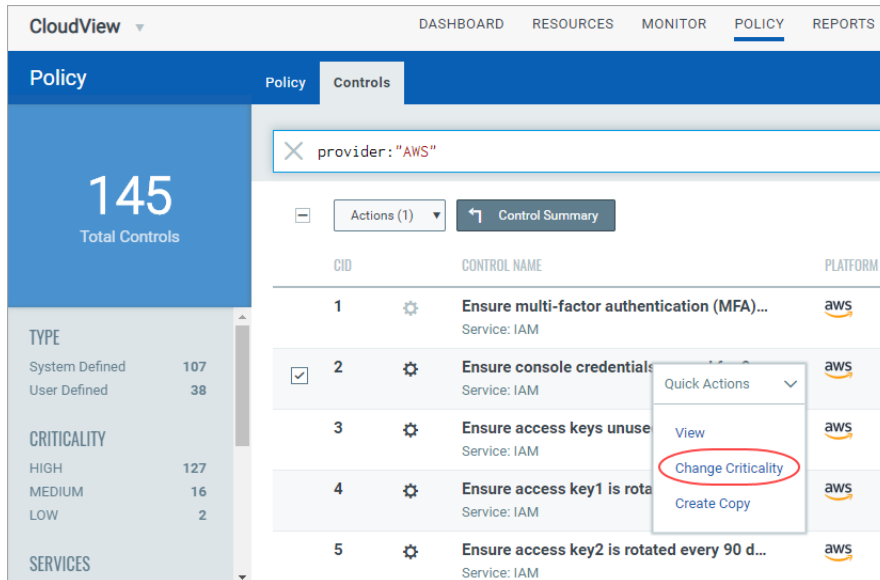 CloudView
DASHBOARD RESOURCES MONITOR POLICY REPORTS
Policy
Policy Controls
145
Total Controls
provider:"AWS"
Actions (1) Control Summary
CID CONTROL NAME PLATFORM
1 Ensure multi-factor authentication (MFA)... aws
Service: IAM
TYPE
System Defined 107
User Defined 38
2 Ensure console credentials aws
Service: IAM
Quick Actions
View
Change Criticality
Create Copy
CRITICALITY
HIGH 127
MEDIUM 16
LOW 2
3 Ensure access keys unuse aws
Service: IAM
4 Ensure access key1 is rota aws
Service: IAM
SERVICES
5 Ensure access key2 is rotated every 90 d... aws
Service: IAM